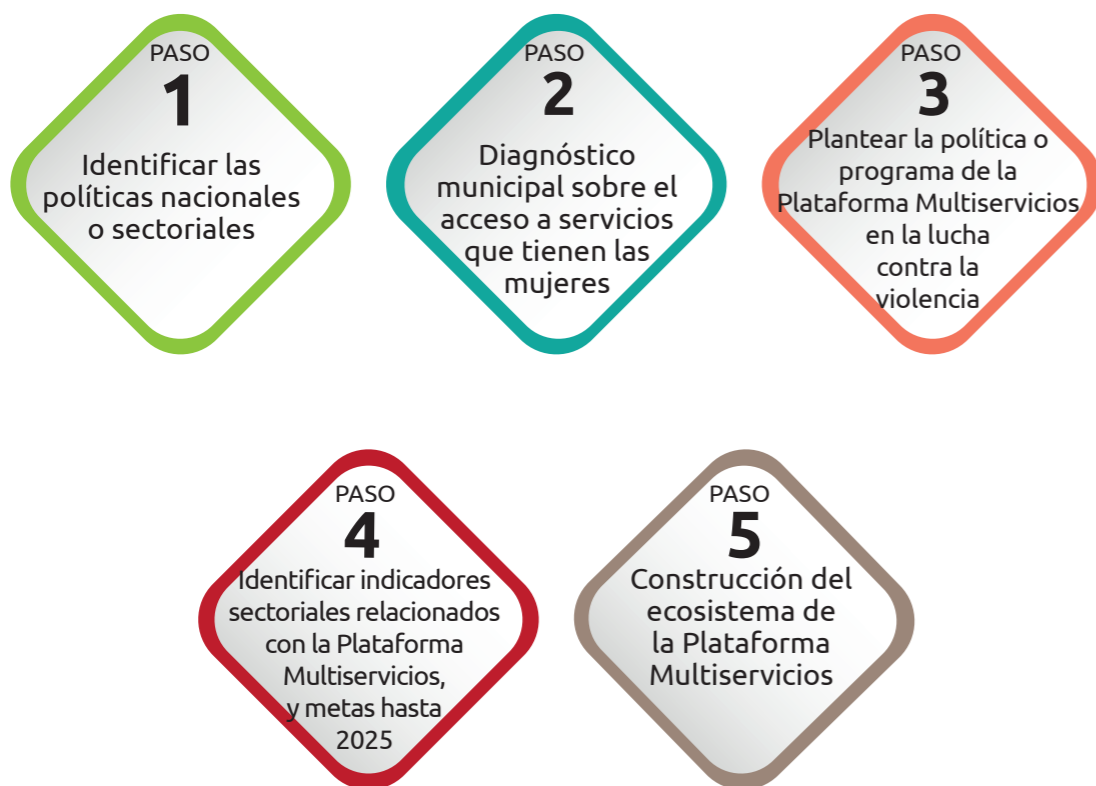 PASO
1
Identificar las
políticas nacionales
o sectoriales
PASO
2
Diagnóstico
municipal sobre el
acceso a servicios
que tienen las
mujeres
PASO
3
Plantear la política o
programa de la
Plataforma Multiservicios
en la lucha
contra la
violencia
PASO
4
Identificar indicadores
sectoriales relacionados
con la Plataforma
Multiservicios,
y metas hasta
2025
PASO
5
Construcción del
ecosistema de
la Plataforma
Multiservicios